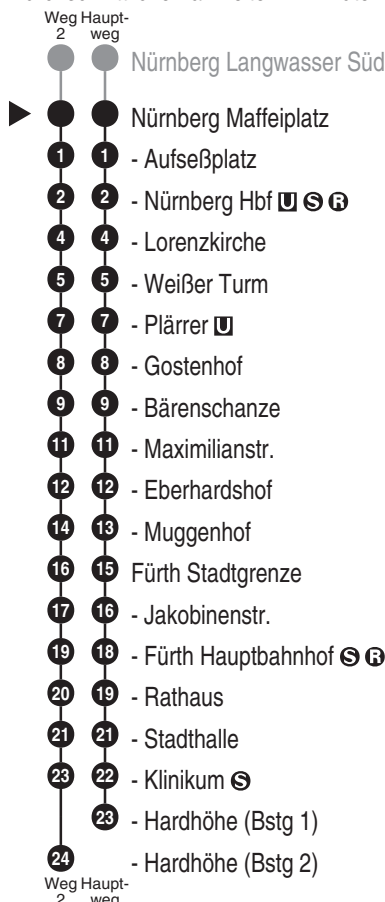 Weg Haupt-
2 weg
Nürnberg Langwasser Süd
Nürnberg Maffeiplatz
1 1 - Aufseßplatz
2 2 - Nürnberg Hbf U S R
4 4 - Lorenzkirche
5 5 - Weißer Turm
7 7 - Plärrer U
8 8 - Gostenhof
9 9 - Bärenschanze
11 11 - Maximilianstr.
12 12 - Eberhardshof
14 13 - Muggenhof
16 15 Fürth Stadtgrenze
17 16 - Jakobinenstr.
19 18 - Fürth Hauptbahnhof S R
20 19 - Rathaus
21 21 - Stadthalle
23 22 - Klinikum S
23 - Hardhöhe (Bstg 1)
24 - Hardhöhe (Bstg 2)
Weg Haupt-
2 weg